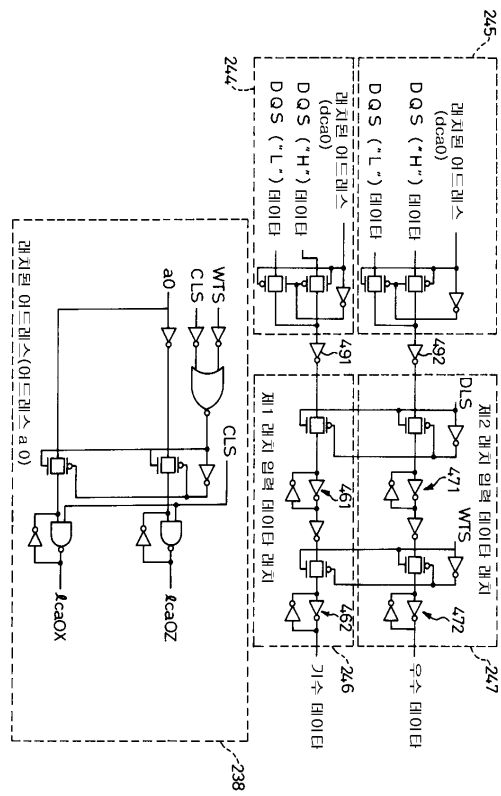 245
래치된 어드레스
(dca0)
DQS ("H") 데이타
DQS ("L") 데이타
492
DLS
제2 래치 입력 데이타 래치
471
WTS
472
247
우수 데이타
244
래치된 어드레스
(dca0)
DQS ("H") 데이타
DQS ("L") 데이타
491
제1 래치 입력 데이타 래치
461
462
246
기수 데이타
WTS
CLS
a0
CLS
ℓca0Z
ℓca0X
래치된 어드레스(어드레스 a 0)
238